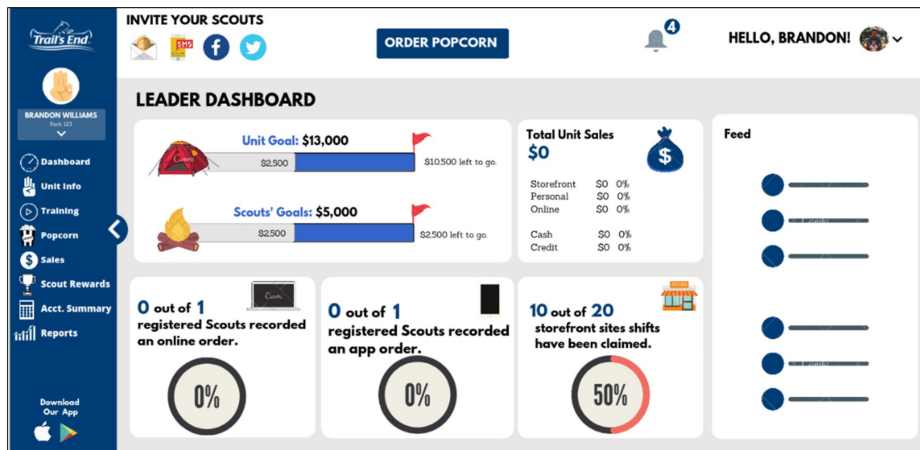 Trail's End.
BRANDON WILLIAMS
Pack 123
Dashboard
Unit Info
Training
Popcorn
Sales
Scout Rewards
Acct. Summary
Reports
Download
Our App
INVITE YOUR SCOUTS
SMS
ORDER POPCORN
4
HELLO, BRANDON!
LEADER DASHBOARD
Unit Goal: $13,000
$2,500
$10,500 left to go.
Scouts' Goals: $5,000
$2,500
$2,500 left to go.
Total Unit Sales
$0
Storefront $0 0%
Personal $0 0%
Online $0 0%
Cash $0 0%
Credit $0 0%
0 out of 1
registered Scouts recorded
an online order.
0%
0 out of 1
registered Scouts recorded
an app order.
0%
10 out of 20
storefront sites shifts
have been claimed.
50%
Feed